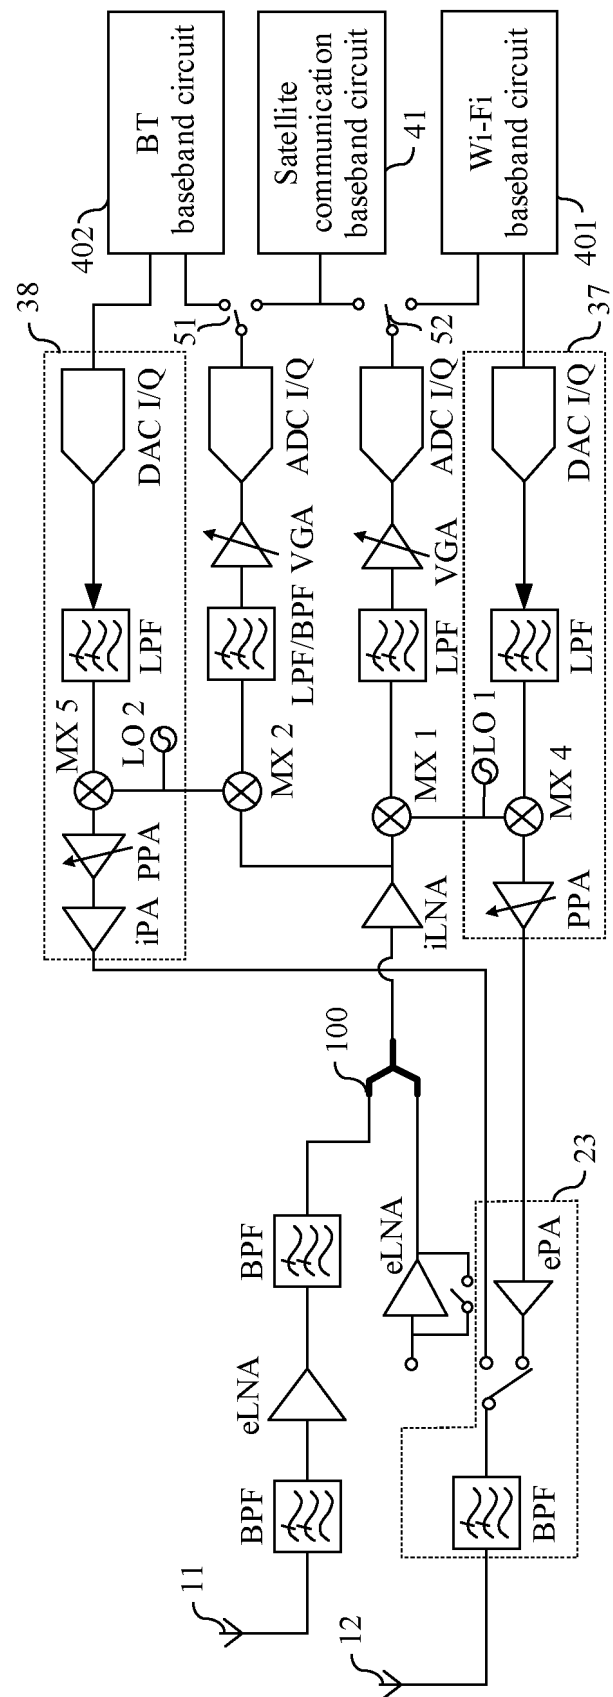 BT
baseband circuit
402
Satellite
communication
baseband circuit
41
Wi-Fi
baseband circuit
401
38
51
52
37
DAC I/Q
ADC I/Q
ADC I/Q
DAC I/Q
VGA
VGA
LPF
LPF/BPF
LPF
LPF
MX 5
LO 2
MX 2
MX 1
LO 1
MX 4
PPA
iPA
iLNA
PPA
100
23
BPF
eLNA
ePA
eLNA
BPF
BPF
11
12